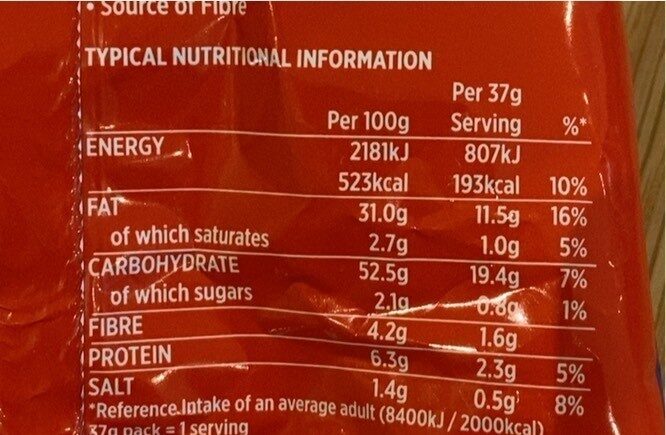 • Source of Fibre
TYPICAL NUTRITIONAL INFORMATION
Per 37g
Per 100g Serving %*
ENERGY 2181kJ 807kJ
523kcal 193kcal 10%
FAT 31.0g 11.5g 16%
of which saturates 2.7g 1.0g 5%
CARBOHYDRATE 52.5g 19.4g 7%
of which sugars 2.1g 0.8g 1%
FIBRE 4.2g 1.6g
PROTEIN 6.3g 2.3g 5%
SALT 1.4g 0.5g 8%
*Reference Intake of an average adult (8400kJ / 2000kcal)
37g pack = 1 serving